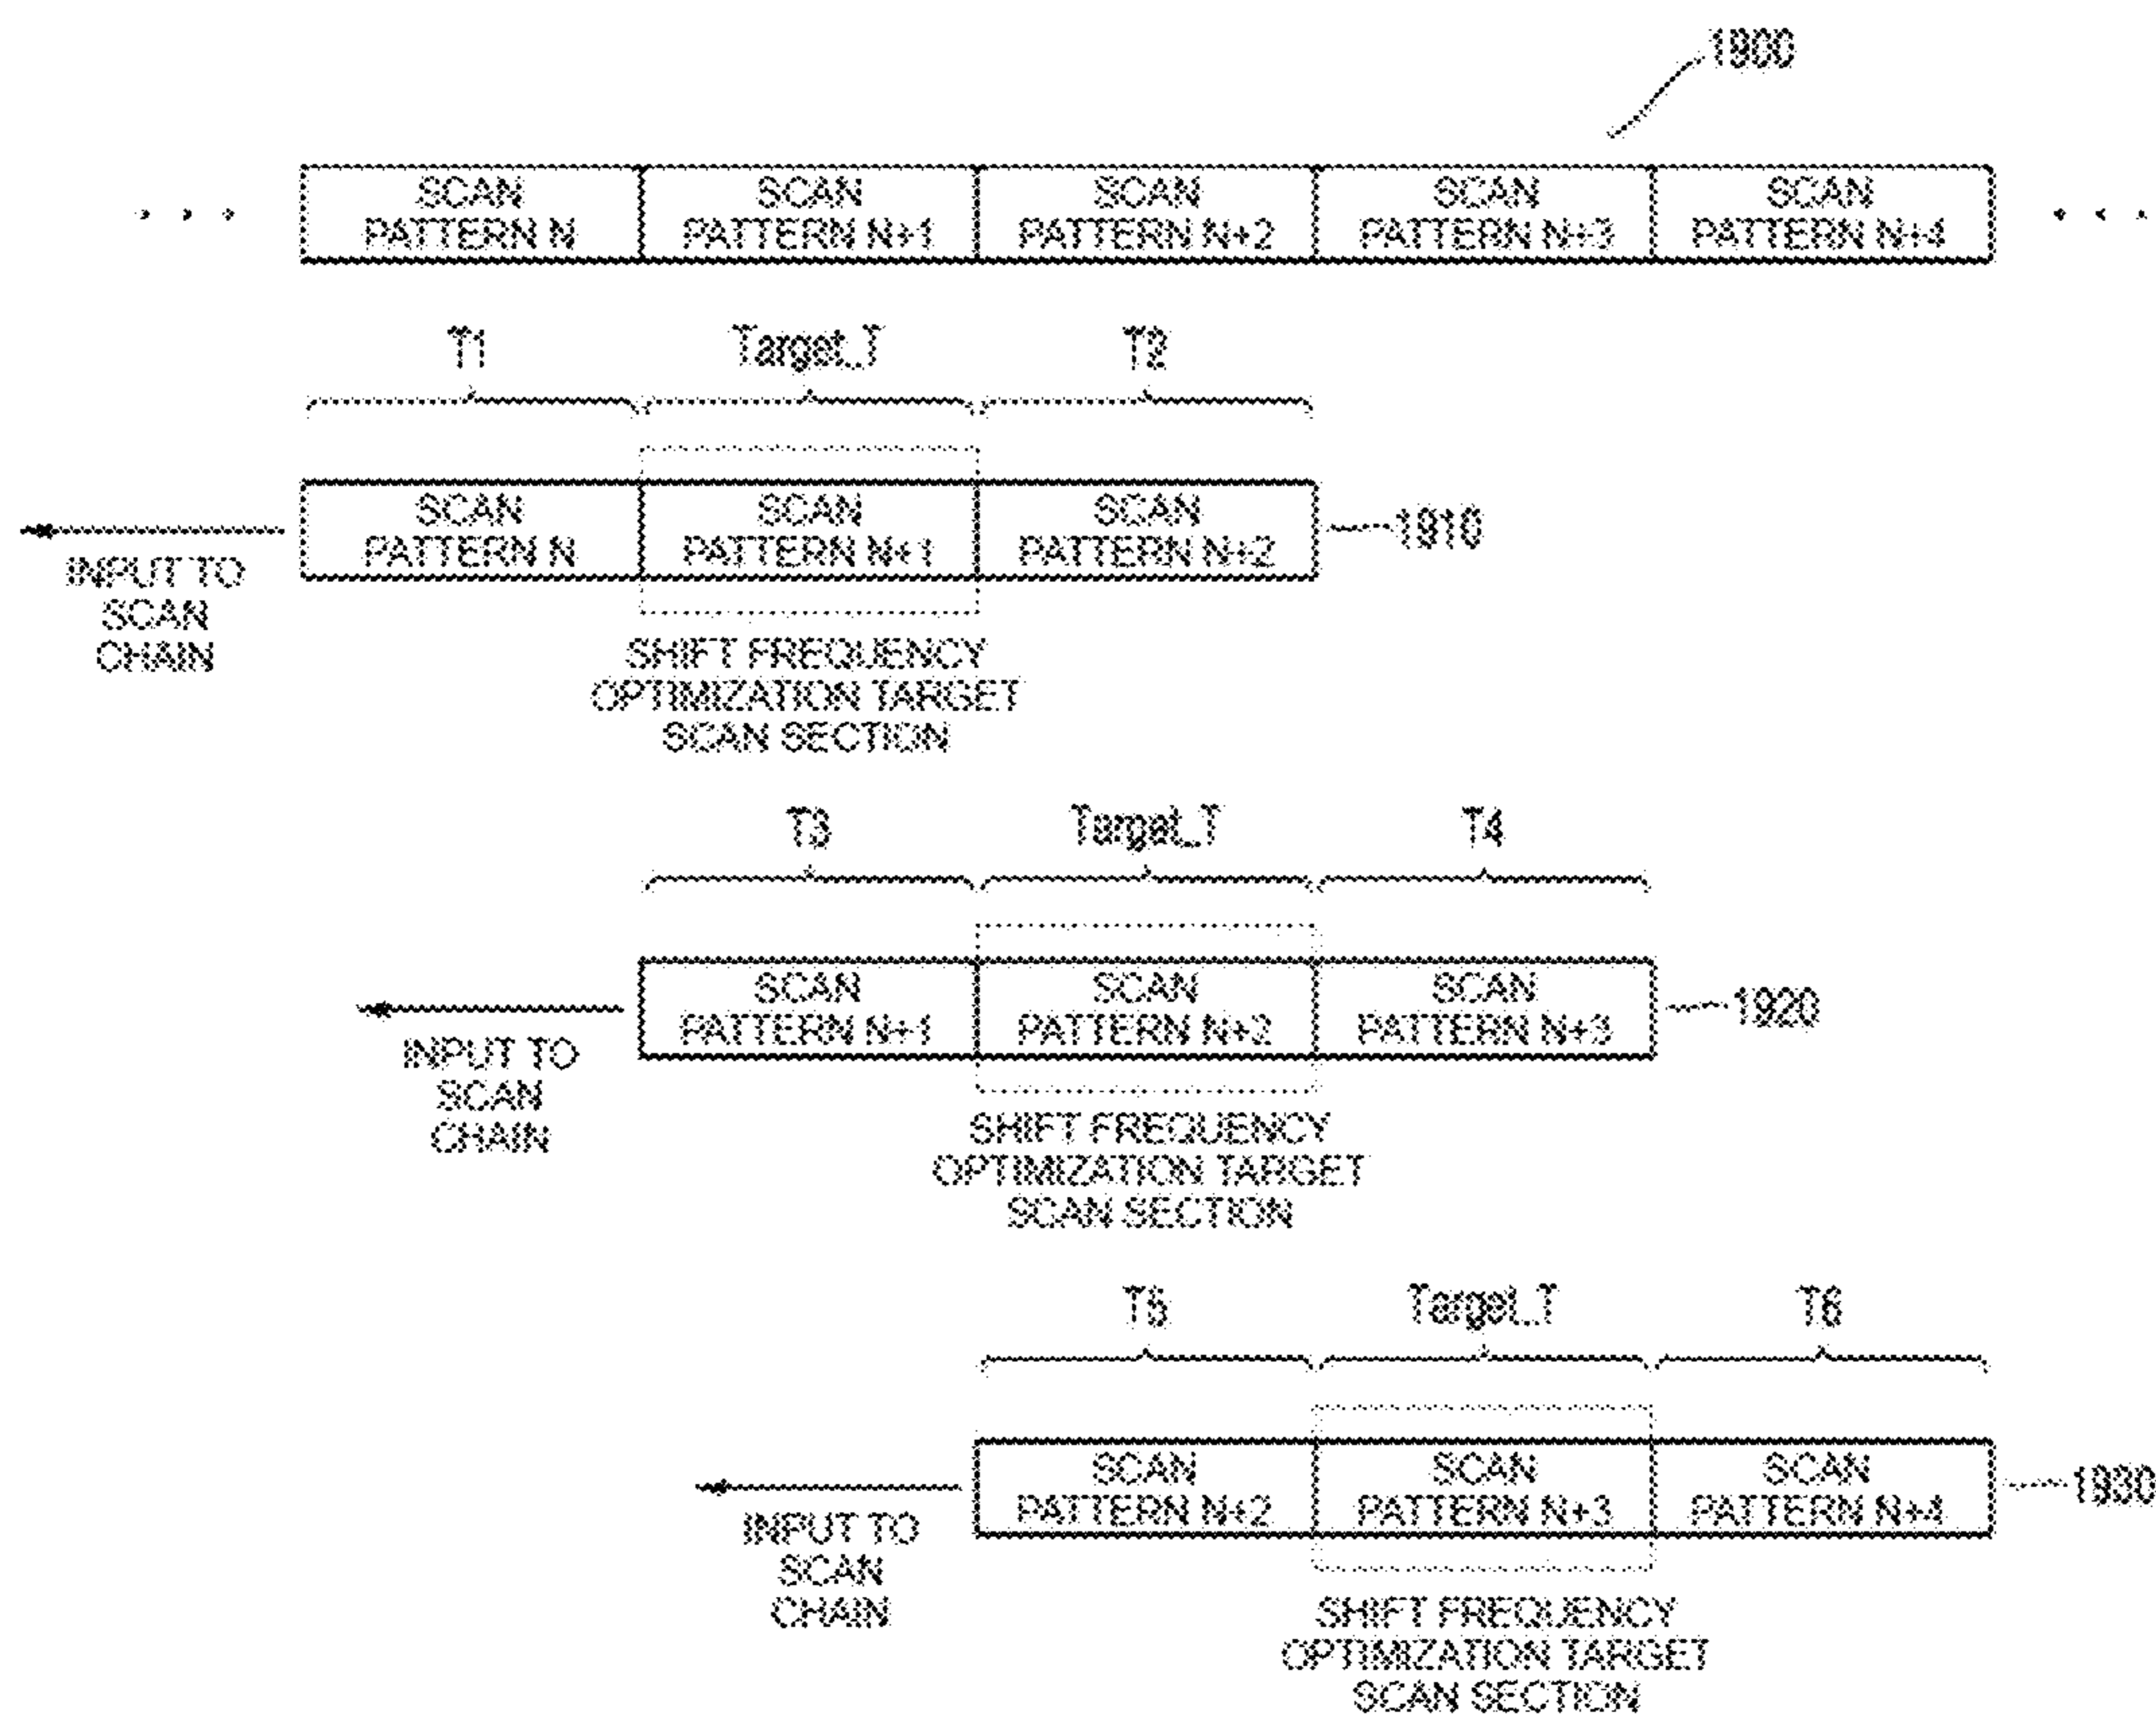 1900
SCAN PATTERN N
SCAN PATTERN N+1
SCAN PATTERN N+2
SCAN PATTERN N+3
SCAN PATTERN N+4
T1
Target_T
T2
SCAN PATTERN N
SCAN PATTERN N+1
SCAN PATTERN N+2
1910
INPUT TO
SCAN
CHAIN
SHIFT FREQUENCY
OPTIMIZATION TARGET
SCAN SECTION
T3
Target_T
T4
SCAN PATTERN N+1
SCAN PATTERN N+2
SCAN PATTERN N+3
1920
INPUT TO
SCAN
CHAIN
SHIFT FREQUENCY
OPTIMIZATION TARGET
SCAN SECTION
T5
Target_T
T6
SCAN PATTERN N+2
SCAN PATTERN N+3
SCAN PATTERN N+4
1930
INPUT TO
SCAN
CHAIN
SHIFT FREQUENCY
OPTIMIZATION TARGET
SCAN SECTION